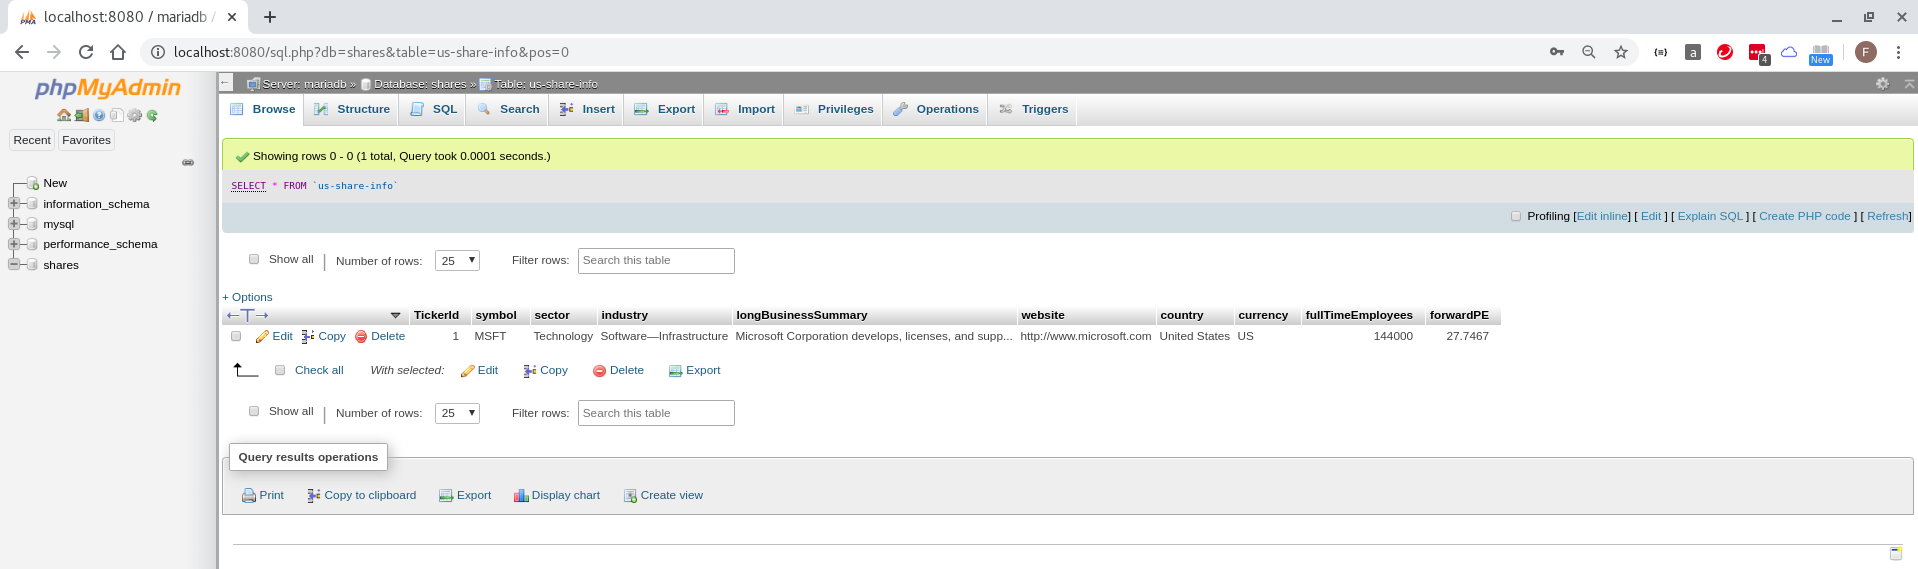 localhost:8080 / mariadb /
localhost:8080/sql.php?db=shares&table=us-share-info&pos=0
a
4
New
F
phpMyAdmin
Recent Favorites
New
information_schema
mysql
performance_schema
shares
Server: mariadb » Database: shares » Table: us-share-info
Browse Structure SQL Search Insert Export Import Privileges Operations Triggers
Showing rows 0 - 0 (1 total, Query took 0.0001 seconds.)
SELECT * FROM `us-share-info`
Profiling [Edit inline] [ Edit ] [ Explain SQL ] [ Create PHP code ] [ Refresh]
Show all | Number of rows: 25 Filter rows: Search this table
+ Options
←T→ TickerId symbol sector industry longBusinessSummary website country currency fullTimeEmployees forwardPE
Edit Copy Delete 1 MSFT Technology Software—Infrastructure Microsoft Corporation develops, licenses, and supp... http://www.microsoft.com United States US 144000 27.7467
Check all With selected: Edit Copy Delete Export
Show all | Number of rows: 25 Filter rows: Search this table
Query results operations
Print Copy to clipboard Export Display chart Create view